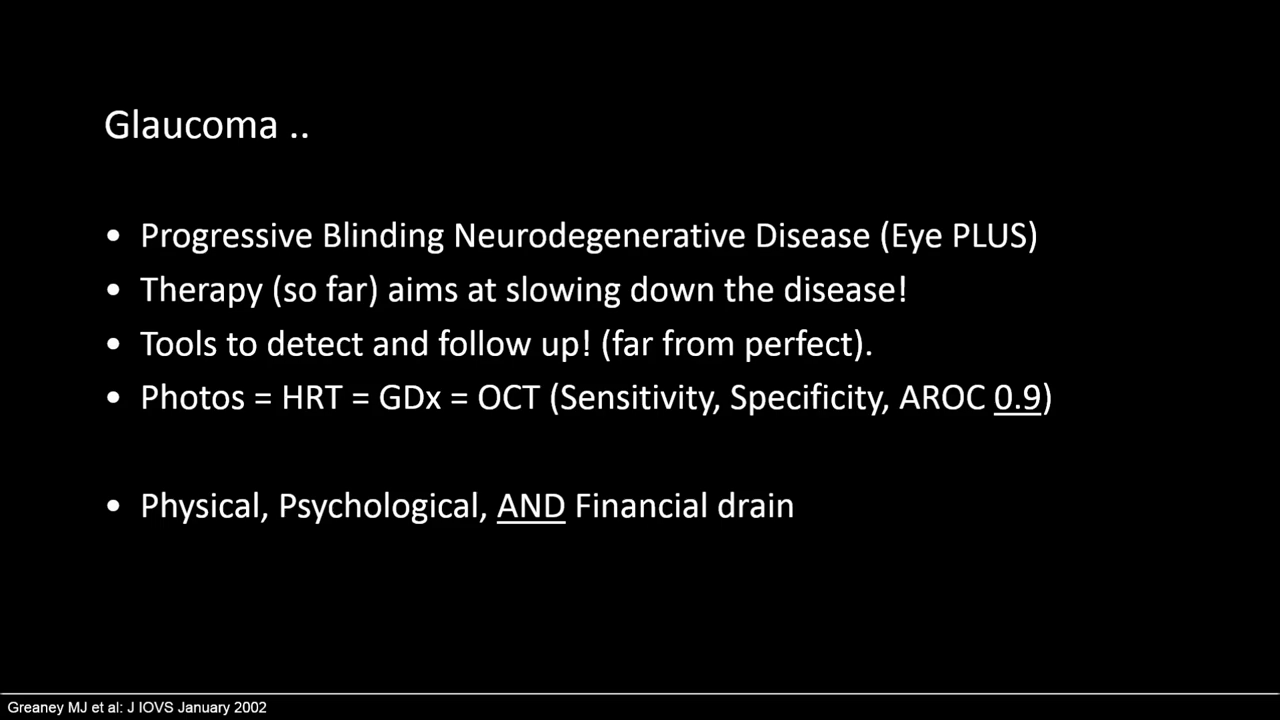 Glaucoma ..
• Progressive Blinding Neurodegenerative Disease (Eye PLUS)
• Therapy (so far) aims at slowing down the disease!
• Tools to detect and follow up! (far from perfect).
• Photos = HRT = GDx = OCT (Sensitivity, Specificity, AROC 0.9)
• Physical, Psychological, AND Financial drain
Greaney MJ et al: J IOVS January 2002